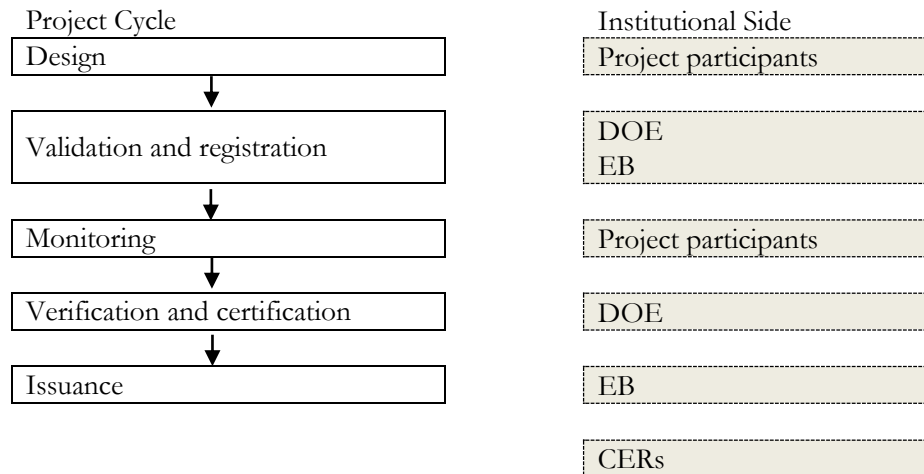 Project Cycle
Institutional Side
Design
Project participants
Validation and registration
DOE
EB
Monitoring
Project participants
Verification and certification
DOE
Issuance
EB
CERs